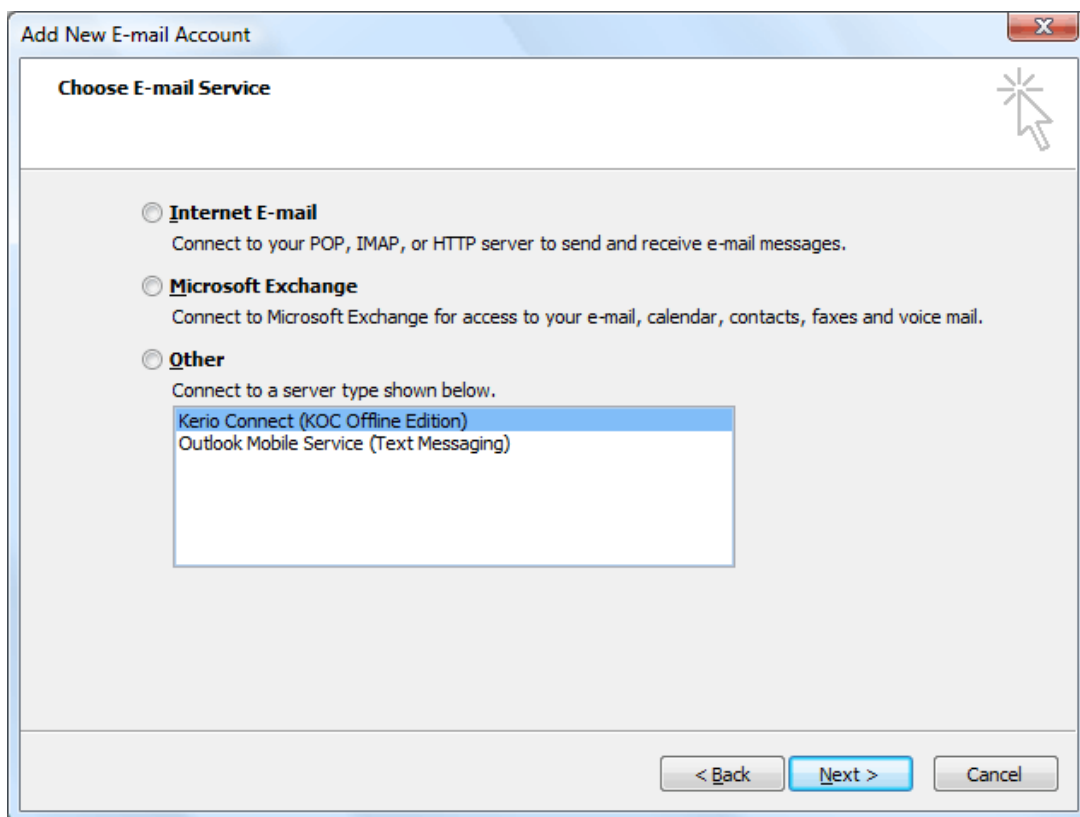 Add New E-mail Account
Choose E-mail Service
Internet E-mail
Connect to your POP, IMAP, or HTTP server to send and receive e-mail messages.
Microsoft Exchange
Connect to Microsoft Exchange for access to your e-mail, calendar, contacts, faxes and voice mail.
Other
Connect to a server type shown below.
Kerio Connect (KOC Offline Edition)
Outlook Mobile Service (Text Messaging)
< Back Next > Cancel